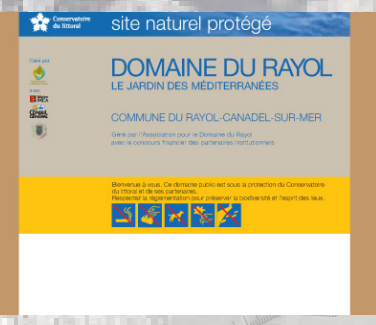 Conservatoire
du littoral
site naturel protégé
Géré par
DOMAINE DU RAYOL
LE JARDIN DES MÉDITERRANÉES
avec
COMMUNE DU RAYOL-CANADEL-SUR-MER
Géré par l'Association pour le Domaine du Rayol
avec le concours financier des partenaires institutionnels
Bienvenue à vous. Ce domaine public est sous la protection du Conservatoire
du littoral et de ses partenaires.
Respectez la réglementation pour préserver la biodiversité et l'esprit des lieux.